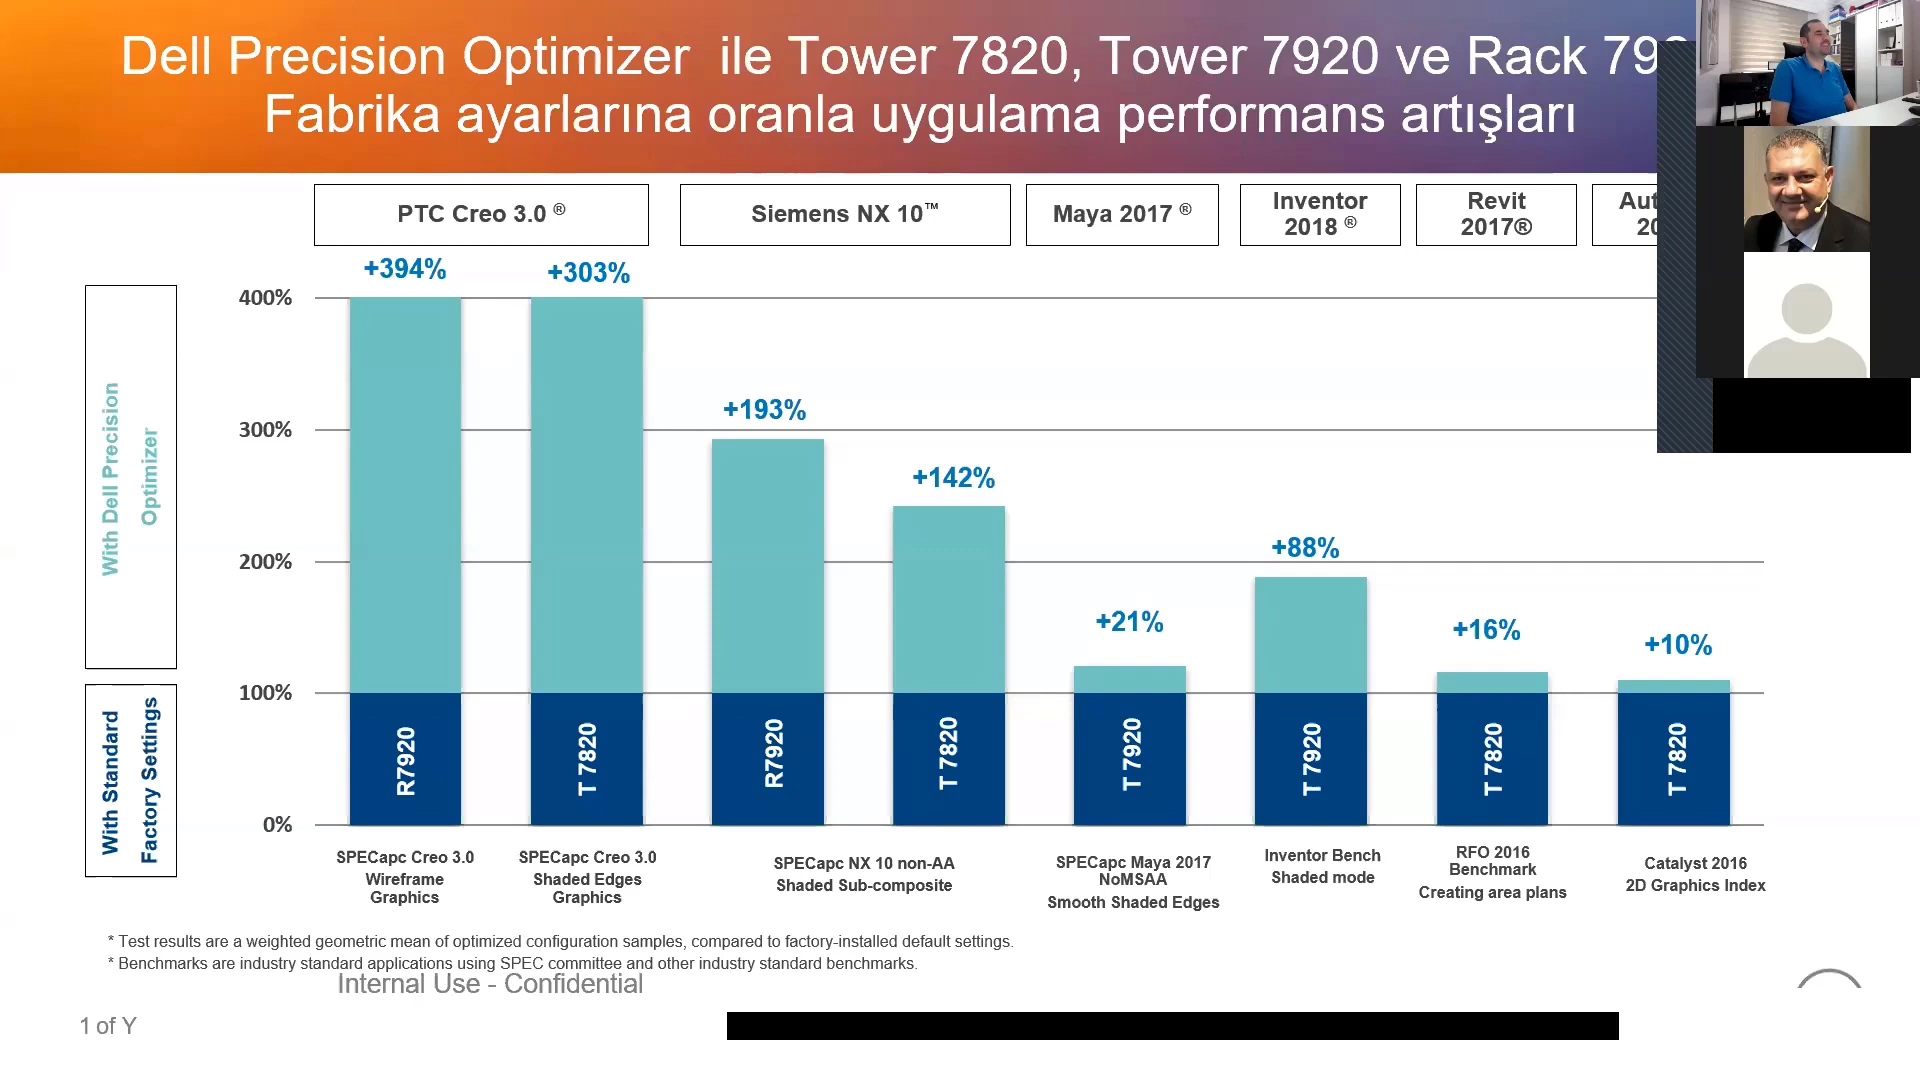 Dell Precision Optimizer ile Tower 7820, Tower 7920 ve Rack
Fabrika ayarlarına oranla uygulama performans artışları
PTC Creo 3.0 ®
Siemens NX 10™
Maya 2017 ®
Inventor
2018 ®
Revit
2017®
+394%
+303%
+193%
+142%
+21%
+88%
+16%
+10%
400%
300%
200%
100%
0%
With Dell Precision
Optimizer
With Standard
Factory Settings
R7920
T 7820
R7920
T 7820
T 7920
T 7920
T 7820
T 7820
SPECapc Creo 3.0
Wireframe
Graphics
SPECapc Creo 3.0
Shaded Edges
Graphics
SPECapc NX 10 non-AA
Shaded Sub-composite
SPECapc Maya 2017
NoMSAA
Smooth Shaded Edges
Inventor Bench
Shaded mode
RFO 2016
Benchmark
Creating area plans
Catalyst 2016
2D Graphics Index
* Test results are a weighted geometric mean of optimized configuration samples, compared to factory-installed default settings.
* Benchmarks are industry standard applications using SPEC committee and other industry standard benchmarks.
Internal Use - Confidential
1 of Y